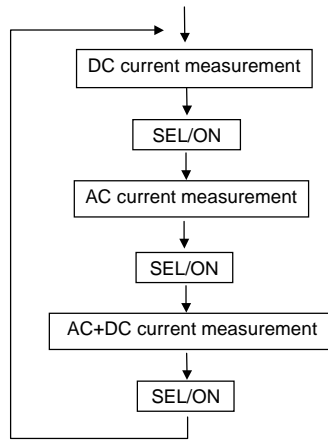 DC current measurement
SEL/ON
AC current measurement
SEL/ON
AC+DC current measurement
SEL/ON